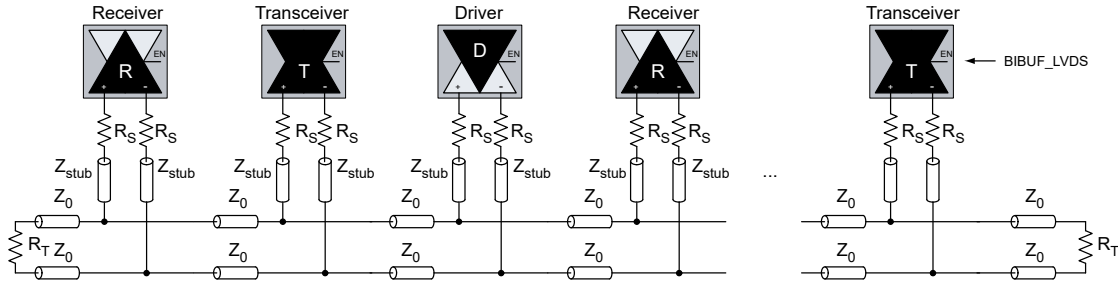 Receiver Transceiver Driver Receiver Transceiver
EN EN D EN EN BIBUF_LVDS
R T R T
+ - + - + - + - + -
R_S R_S R_S R_S R_S R_S R_S R_S R_S R_S
Z_stub Z_stub Z_stub Z_stub Z_stub Z_stub Z_stub Z_stub Z_stub ...
Z_0 Z_0 Z_0 Z_0 Z_0 Z_0
R_T Z_0 Z_0 Z_0 Z_0 Z_0 Z_0 R_T